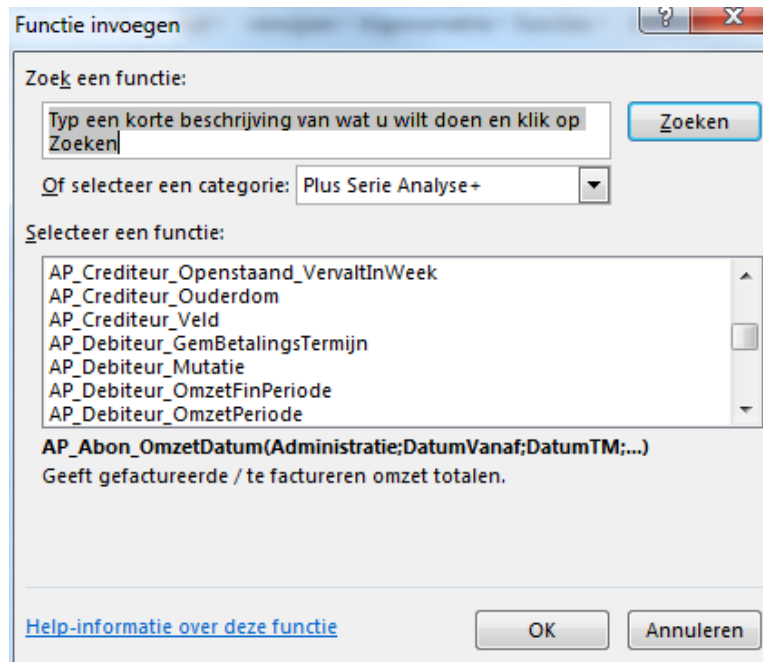 Functie invoegen
Zoek een functie:
Typ een korte beschrijving van wat u wilt doen en klik op
Zoeken
Zoeken
Of selecteer een categorie: Plus Serie Analyse+
Selecteer een functie:
AP_Crediteur_Openstaand_VervaltInWeek
AP_Crediteur_Ouderdom
AP_Crediteur_Veld
AP_Debiteur_GemBetalingsTermijn
AP_Debiteur_Mutatie
AP_Debiteur_OmzetFinPeriode
AP_Debiteur_OmzetPeriode
AP_Abon_OmzetDatum(Administratie;DatumVanaf;DatumTM;...)
Geeft gefactureerde / te factureren omzet totalen.
Help-informatie over deze functie
OK
Annuleren